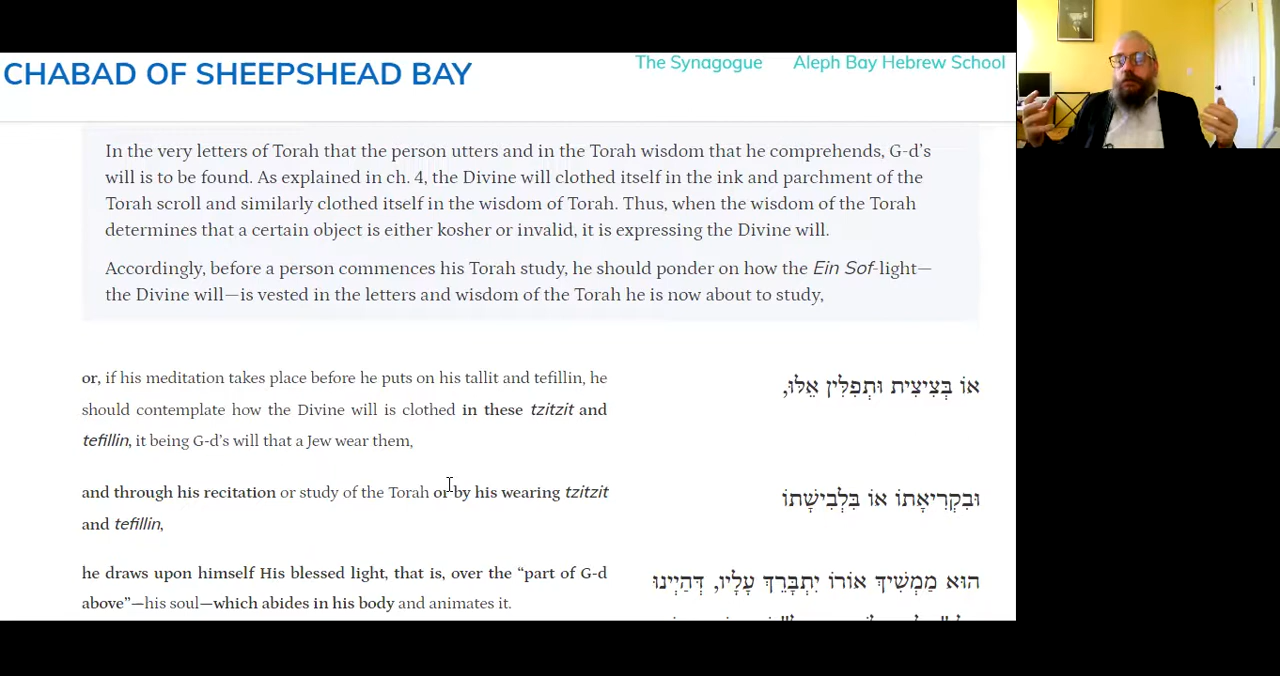 CHABAD OF SHEEPSHEAD BAY
The Synagogue Aleph Bay Hebrew School
In the very letters of Torah that the person utters and in the Torah wisdom that he comprehends, G-d's
will is to be found. As explained in ch. 4, the Divine will clothed itself in the ink and parchment of the
Torah scroll and similarly clothed itself in the wisdom of Torah. Thus, when the wisdom of the Torah
determines that a certain object is either kosher or invalid, it is expressing the Divine will.
Accordingly, before a person commences his Torah study, he should ponder on how the Ein Sof-light—
the Divine will—is vested in the letters and wisdom of the Torah he is now about to study,
or, if his meditation takes place before he puts on his tallit and tefillin, he
should contemplate how the Divine will is clothed in these tzitzit and
tefillin, it being G-d's will that a Jew wear them,
אוֹ בְּצִיצִית וּתְפִלִּין אֵלּוּ,
and through his recitation or study of the Torah or by his wearing tzitzit
and tefillin,
וּבִקְרִיאָתוֹ אוֹ בִּלְבִישָׁתוֹ
he draws upon himself His blessed light, that is, over the “part of G-d
above”—his soul—which abides in his body and animates it.
הוּא מַמְשִׁיךְ אוֹרוֹ יִתְבָּרֵךְ עָלָיו, דְּהַיְינוּ